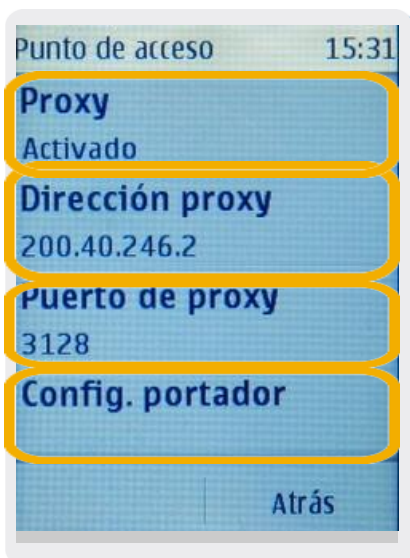 Punto de acceso 15:31
Proxy
Activado
Dirección proxy
200.40.246.2
Puerto de proxy
3128
Config. portador
Atrás